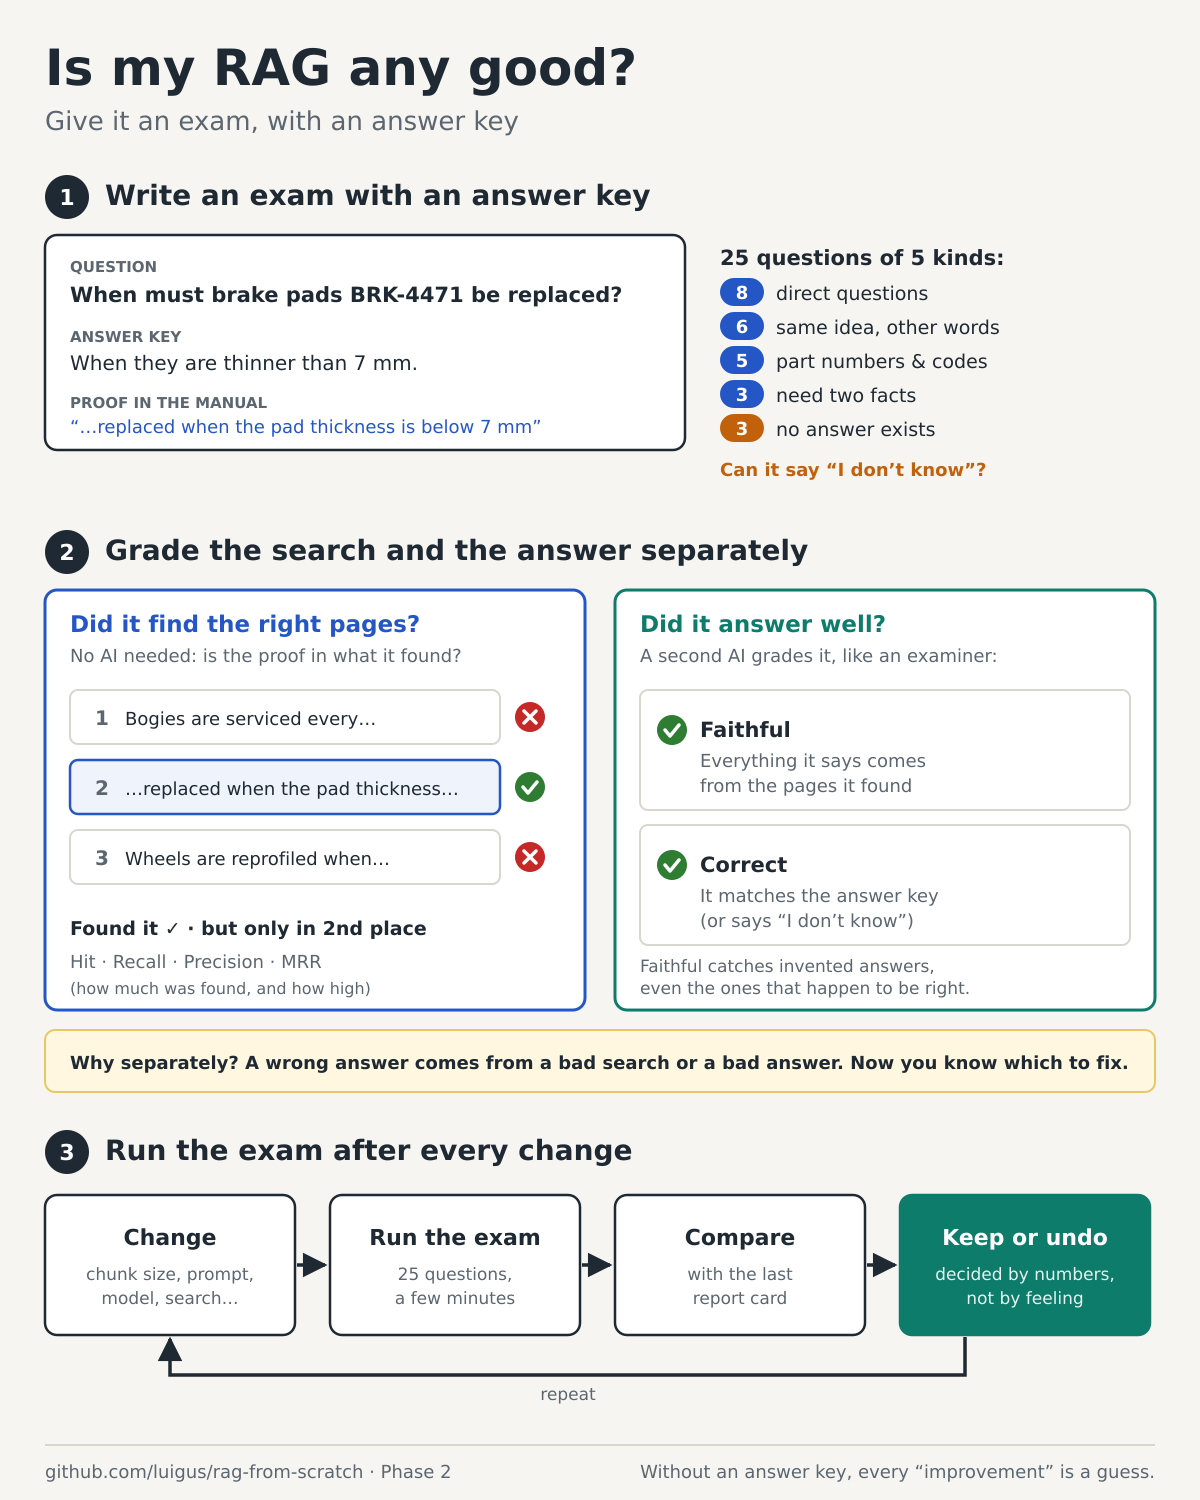 Is my RAG any good?
Give it an exam, with an answer key
1 Write an exam with an answer key
QUESTION
When must brake pads BRK-4471 be replaced?
ANSWER KEY
When they are thinner than 7 mm.
PROOF IN THE MANUAL
“…replaced when the pad thickness is below 7 mm”
25 questions of 5 kinds:
8 direct questions
6 same idea, other words
5 part numbers & codes
3 need two facts
3 no answer exists
Can it say “I don’t know”?
2 Grade the search and the answer separately
Did it find the right pages?
No AI needed: is the proof in what it found?
1 Bogies are serviced every…
2 …replaced when the pad thickness…
3 Wheels are reprofiled when…
Found it ✓ · but only in 2nd place
Hit · Recall · Precision · MRR
(how much was found, and how high)
Did it answer well?
A second AI grades it, like an examiner:
Faithful
Everything it says comes
from the pages it found
Correct
It matches the answer key
(or says “I don’t know”)
Faithful catches invented answers,
even the ones that happen to be right.
Why separately? A wrong answer comes from a bad search or a bad answer. Now you know which to fix.
3 Run the exam after every change
Change
chunk size, prompt,
model, search…
Run the exam
25 questions,
a few minutes
Compare
with the last
report card
Keep or undo
decided by numbers,
not by feeling
repeat
github.com/luigus/rag-from-scratch · Phase 2
Without an answer key, every “improvement” is a guess.